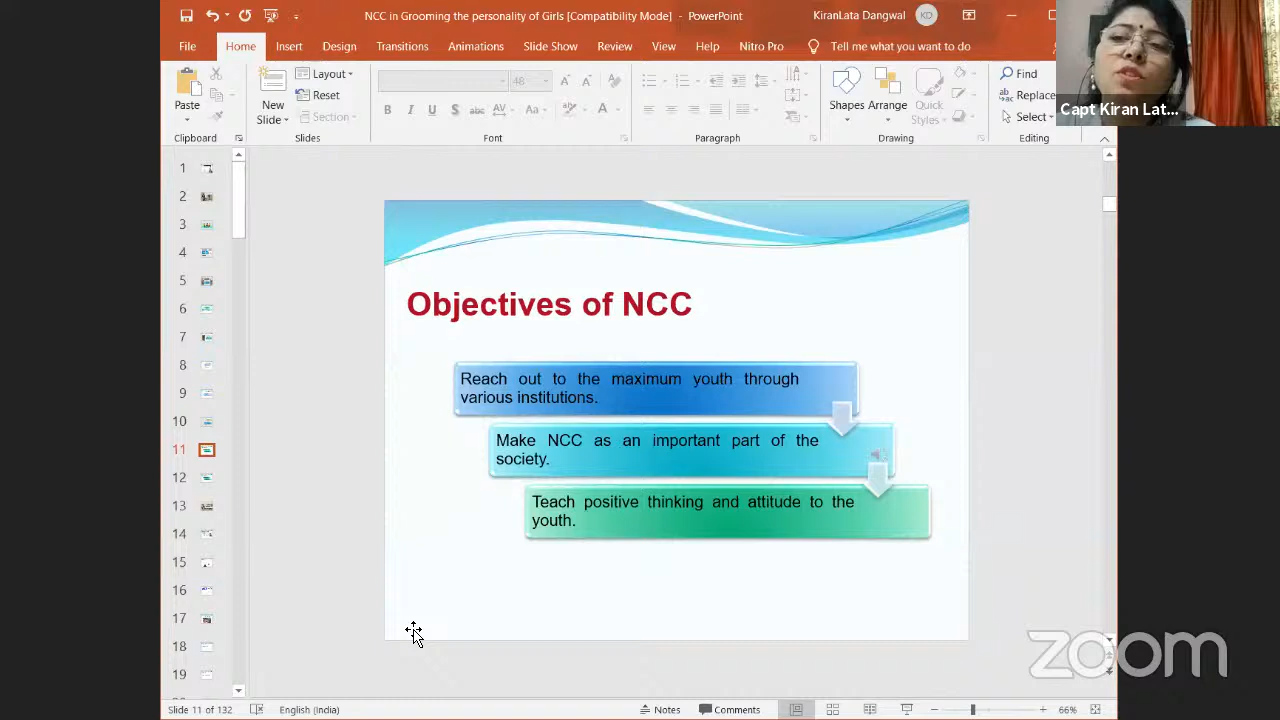 NCC in Grooming the personality of Girls [Compatibility Mode] - PowerPoint
KiranLata Dangwal
KD
File
Home
Insert
Design
Transitions
Animations
Slide Show
Review
View
Help
Nitro Pro
Tell me what you want to do
Paste
Clipboard
New
Slide
Layout
Reset
Section
Slides
48
B I U S abc AV Aa A
Font
Paragraph
Shapes
Arrange
Quick
Styles
Drawing
Find
Replace
Select
Editing
Capt Kiran Lat...
1
2
3
4
5
6
7
8
9
10
11
12
13
14
15
16
17
18
19
Objectives of NCC
Reach out to the maximum youth through
various institutions.
Make NCC as an important part of the
society.
Teach positive thinking and attitude to the
youth.
zoom
Slide 11 of 132
English (India)
Notes
Comments
66%